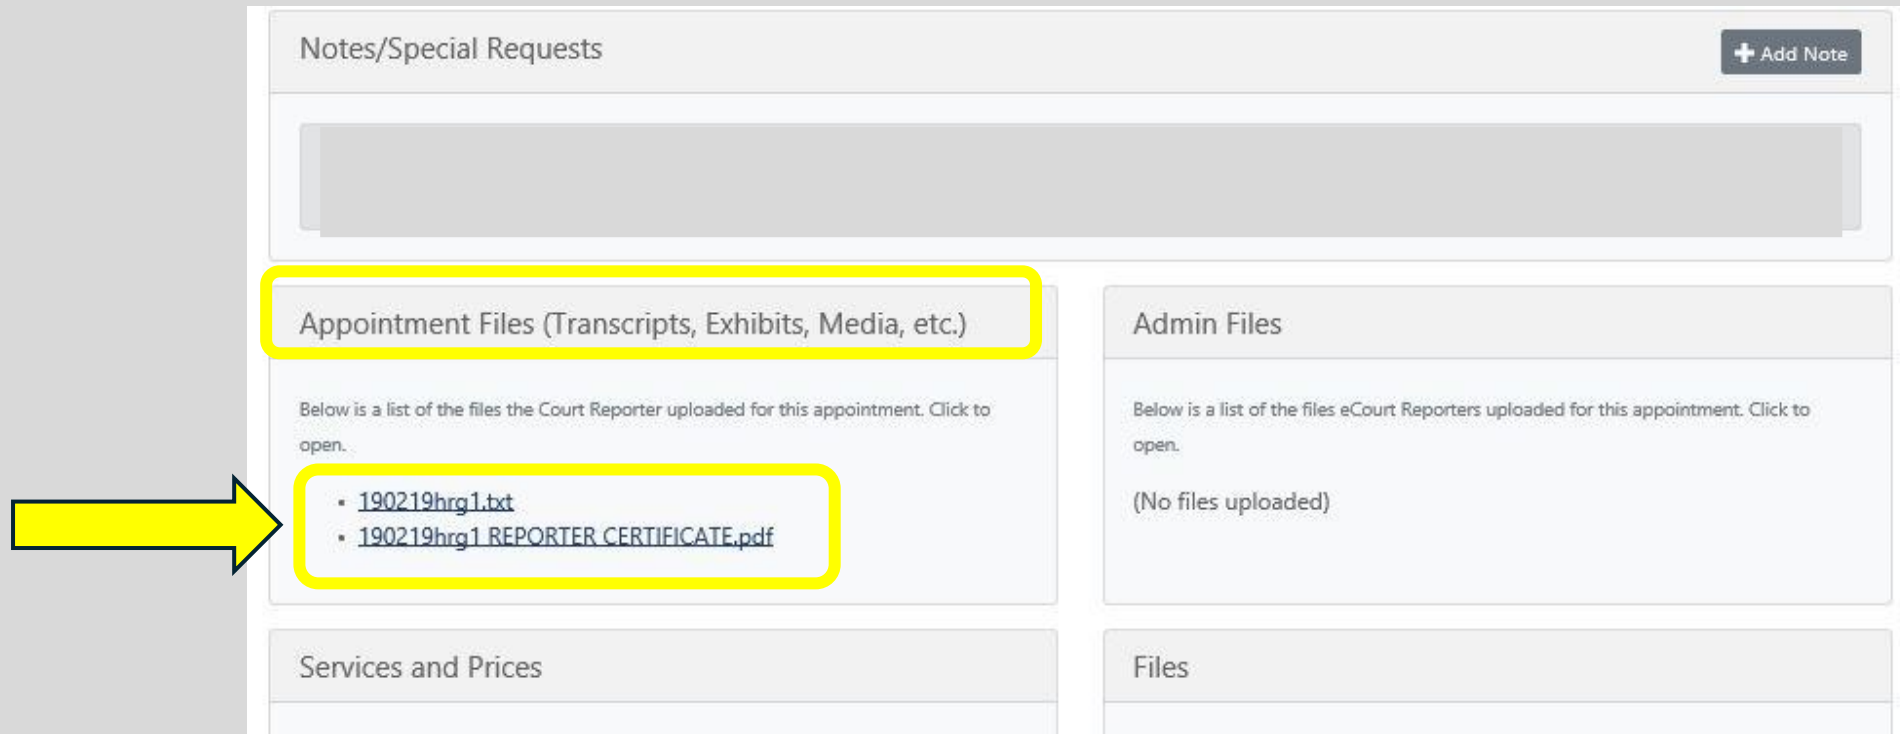 Notes/Special Requests
Add Note
Appointment Files (Transcripts, Exhibits, Media, etc.)
Below is a list of the files the Court Reporter uploaded for this appointment. Click to
open.
190219hrg1.txt
190219hrg1 REPORTER CERTIFICATE.pdf
Admin Files
Below is a list of the files eCourt Reporters uploaded for this appointment. Click to
open.
(No files uploaded)
Services and Prices
Files